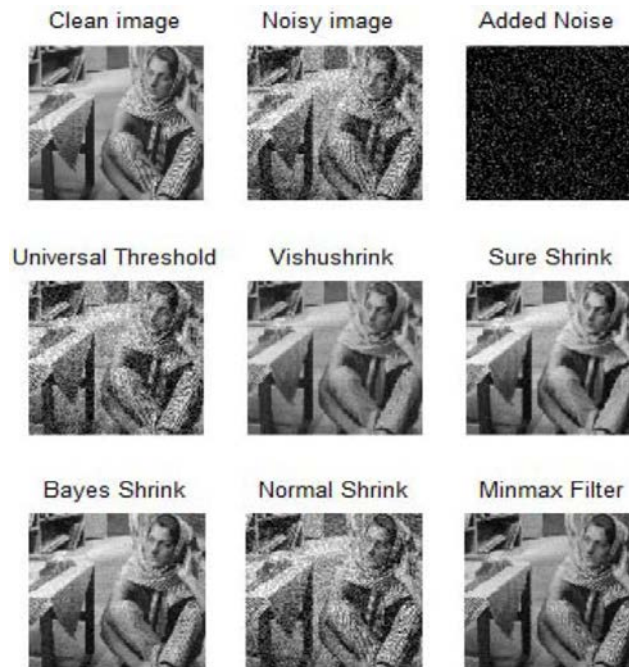 Clean image Noisy image Added Noise
Universal Threshold Vishushrink Sure Shrink
Bayes Shrink Normal Shrink Minmax Filter